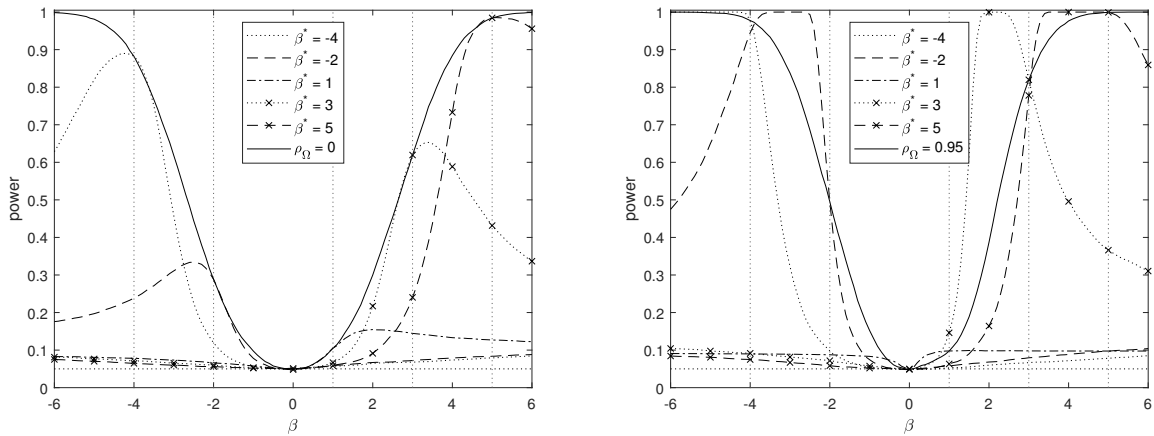 power
1
0.9
0.8
0.7
0.6
0.5
0.4
0.3
0.2
0.1
0
β* = -4
β* = -2
β* = 1
β* = 3
β* = 5
ρΩ = 0
-6 -4 -2 0 2 4 6
β
power
1
0.9
0.8
0.7
0.6
0.5
0.4
0.3
0.2
0.1
0
β* = -4
β* = -2
β* = 1
β* = 3
β* = 5
ρΩ = 0.95
-6 -4 -2 0 2 4 6
β